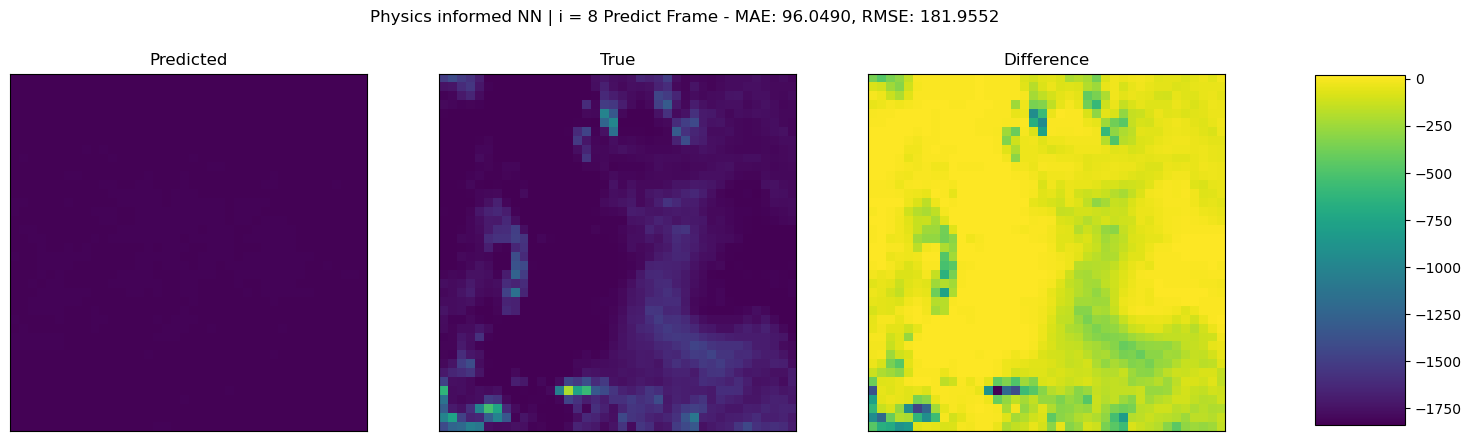 Physics informed NN | i = 8 Predict Frame - MAE: 96.0490, RMSE: 181.9552
Predicted
True
Difference
0
−250
−500
−750
−1000
−1250
−1500
−1750